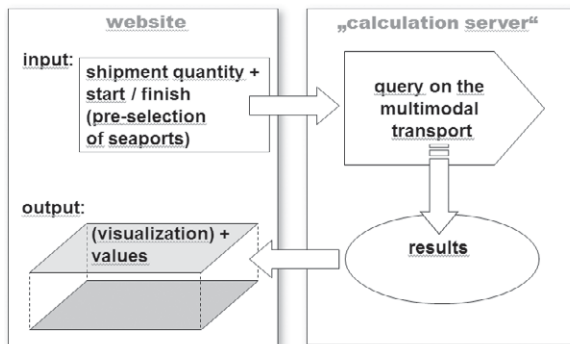 website
input:
shipment quantity +
start / finish
(pre-selection
of seaports)
output:
(visualization) +
values
„calculation server“
query on the
multimodal
transport
results